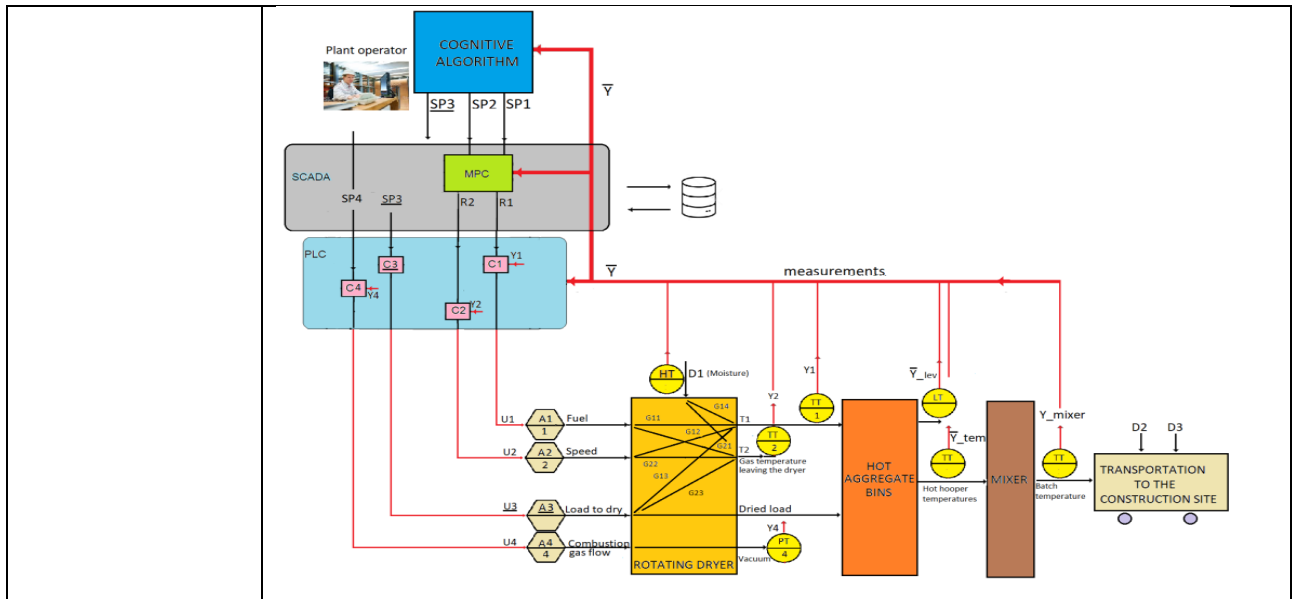 COGNITIVE
ALGORITHM
Plant operator
SP3 SP2 SP1
Y
SCADA
MPC
SP4 SP3 R2 R1
PLC
C3
C1 Y1
C4
Y4
C2 Y2
Y
measurements
HT
D1 (Moisture)
Y2
Y1
TT
1
Y_lev
LT
Y_tem
TT
Y_mixer
TT
D2 D3
U1
A1
1
Fuel
G11
G14
G12
G21
T1
TT
2
U2
A2
2
Speed
G22
G13
G23
T2
Gas temperature
leaving the dryer
U3
A3
Load to dry
Dried load
U4
A4
4
Combustion
gas flow
Vacuum
Y4
PT
4
ROTATING DRYER
HOT
AGGREGATE
BINS
Hot hooper
temperatures
MIXER
Batch
temperature
TRANSPORTATION
TO THE
CONSTRUCTION SITE